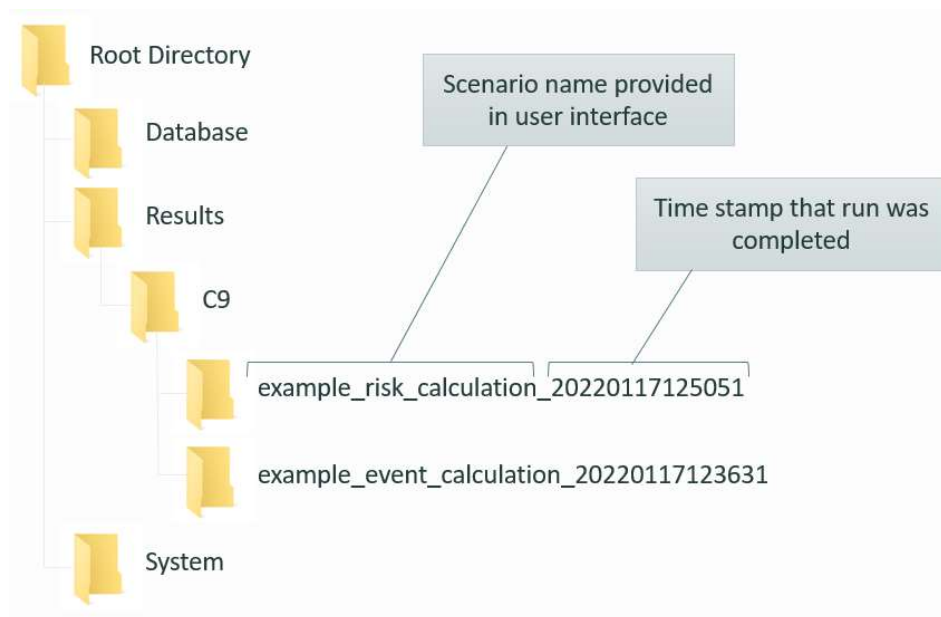 Root Directory
Scenario name provided
in user interface
Database
Results
Time stamp that run was
completed
C9
example_risk_calculation_20220117125051
example_event_calculation_20220117123631
System